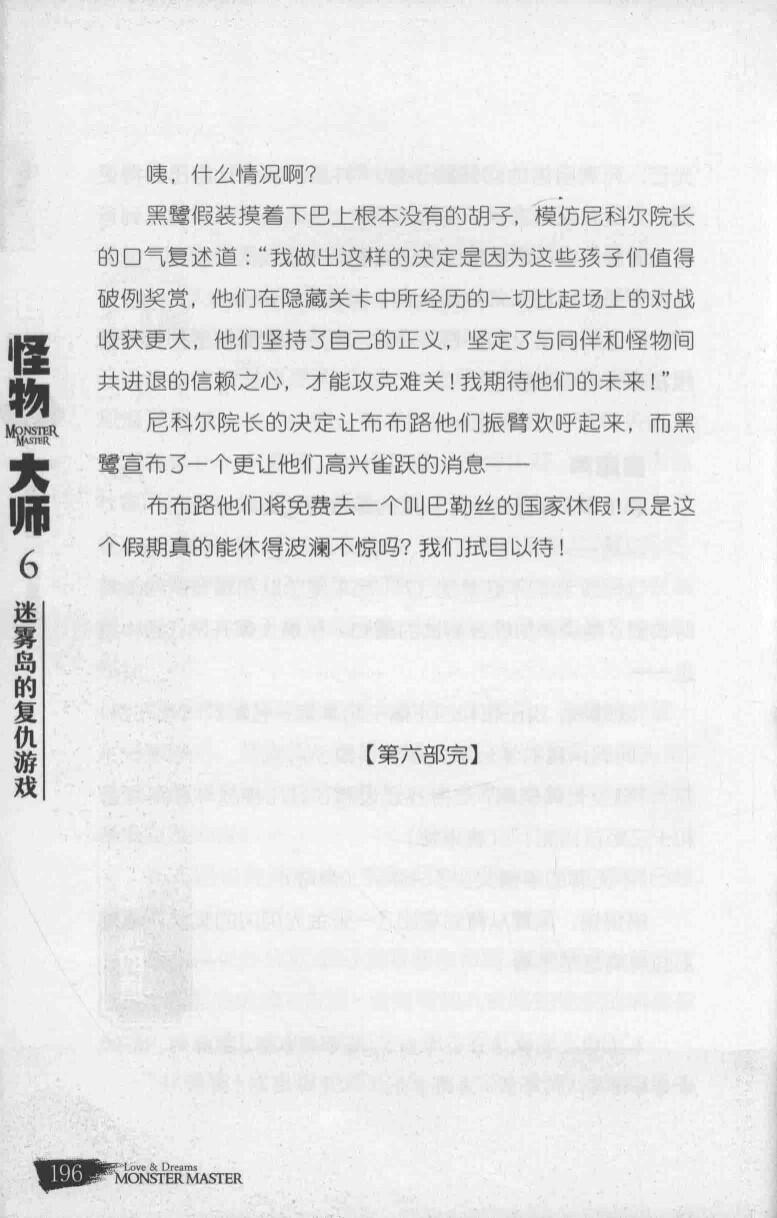 咦，什么情况啊？
黑鹭假装摸着下巴上根本没有的胡子，模仿尼科尔院长
的口气复述道：“我做出这样的决定是因为这些孩子们值得
破例奖赏，他们在隐藏关卡中所经历的一切比起场上的对战
收获更大，他们坚持了自己的正义，坚定了与同伴和怪物间
共进退的信赖之心，才能攻克难关！我期待他们的未来！”
尼科尔院长的决定让布布路他们振臂欢呼起来，而黑
鹭宣布了一个更让他们高兴雀跃的消息——
布布路他们将免费去一个叫巴勒丝的国家休假！只是这
个假期真的能休得波澜不惊吗？我们拭目以待！
【第六部完】
怪物
MONSTER
MASTER
大师
6
迷雾岛的复仇游戏
196
Love & Dreams
MONSTER MASTER